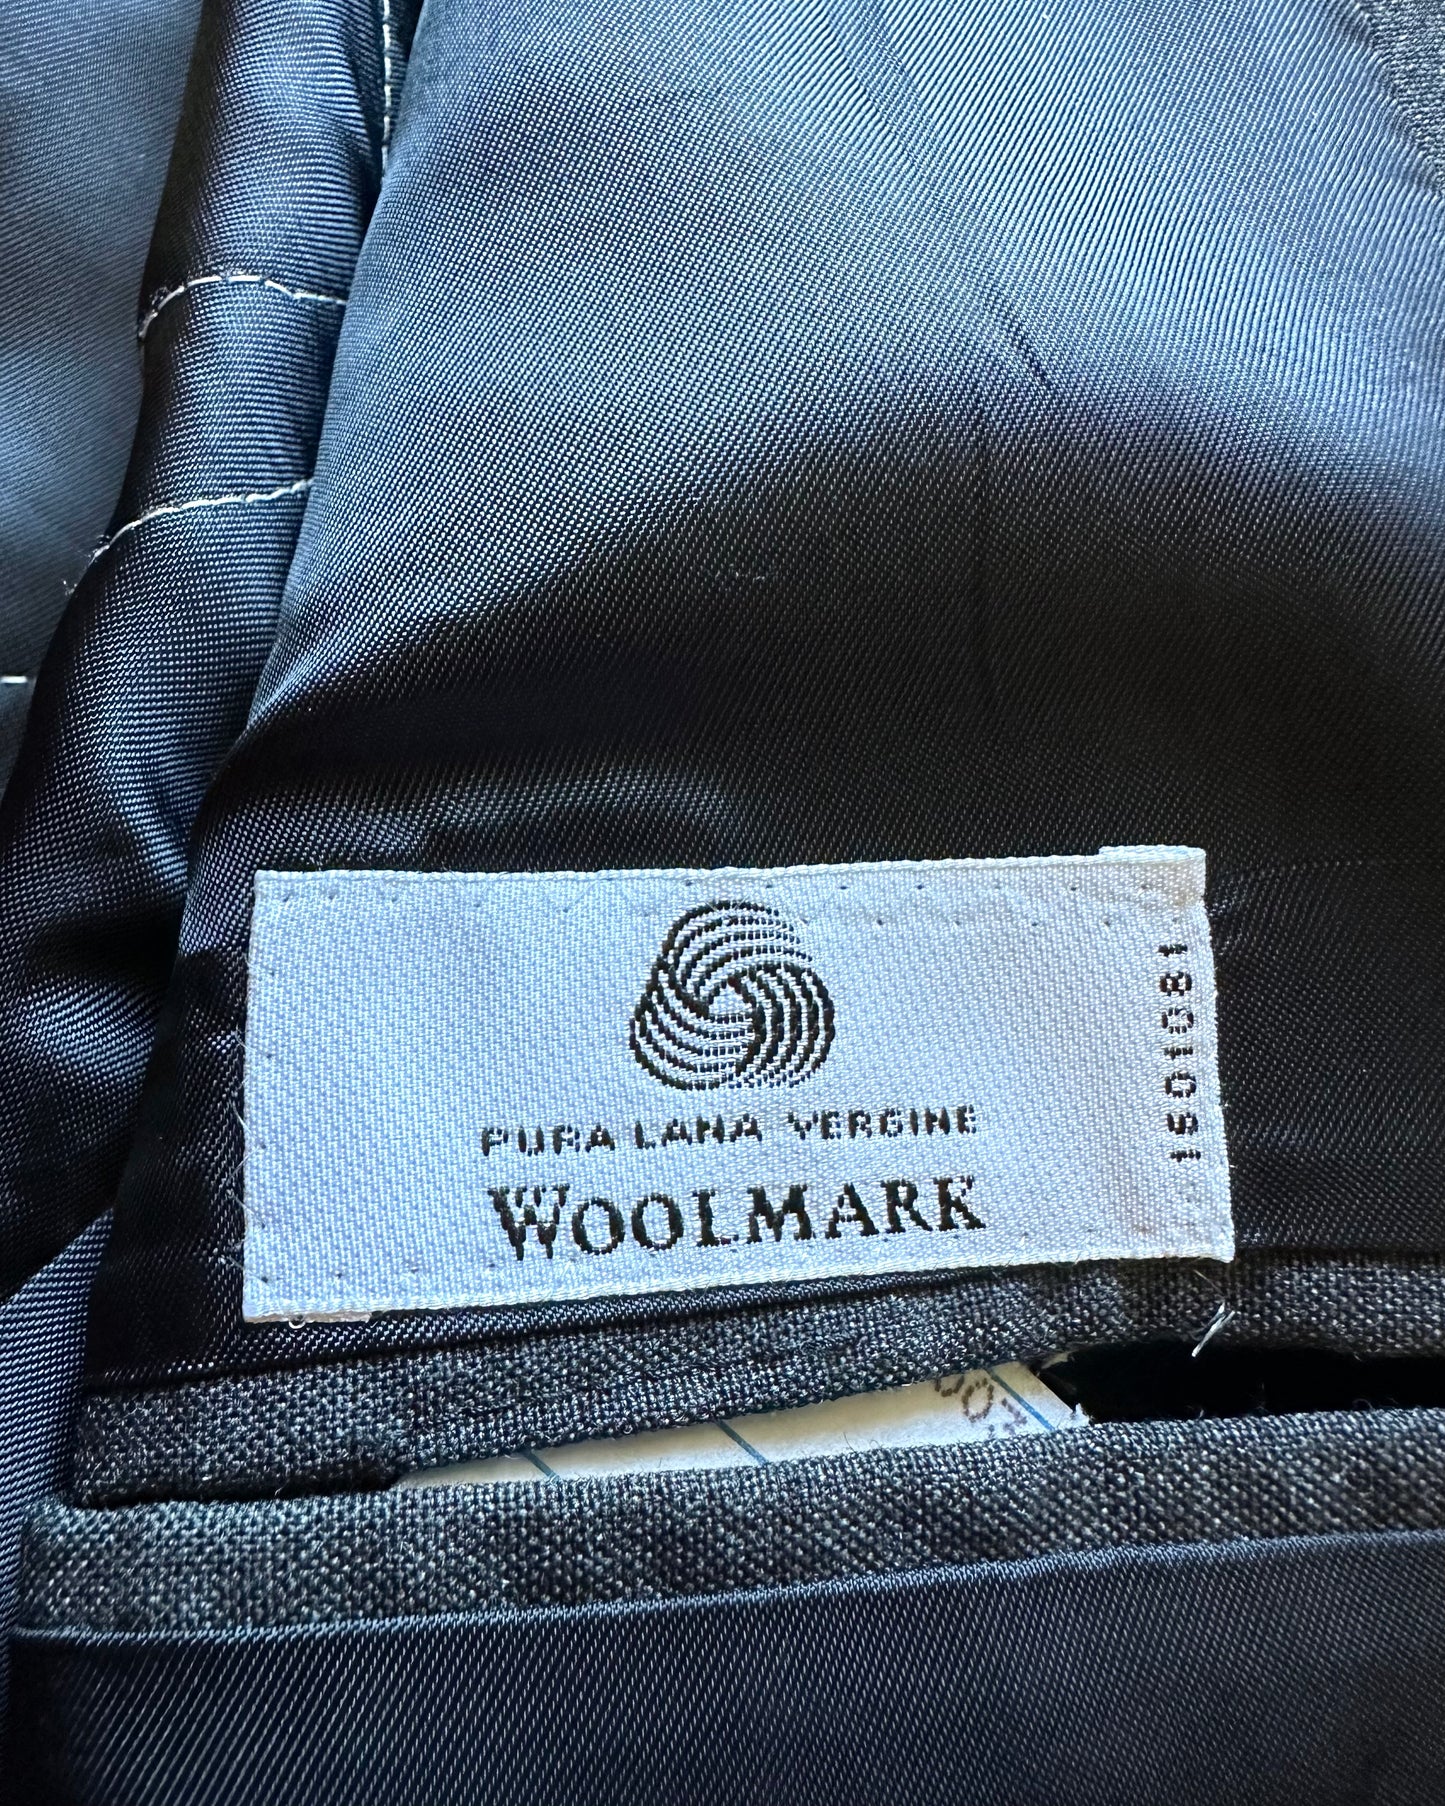 PURA LANA VERGINE
WOOLMARK
1501081